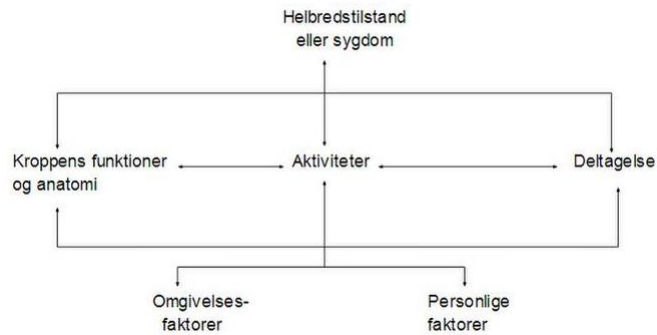 Helbredstilstand
eller sygdom
Kroppens funktioner
og anatomi
Aktiviteter
Deltagelse
Omgivelses-
faktorer
Personlige
faktorer